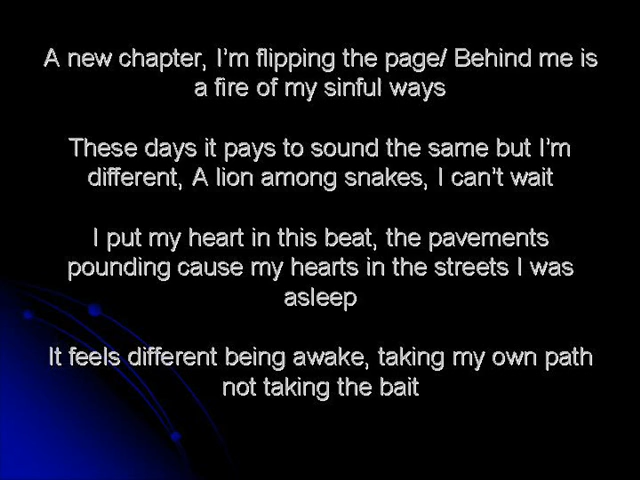 A new chapter, I'm flipping the page/ Behind me is
a fire of my sinful ways
These days it pays to sound the same but I'm
different, A lion among snakes, I can't wait
I put my heart in this beat, the pavements
pounding cause my hearts in the streets I was
asleep
It feels different being awake, taking my own path
not taking the bait